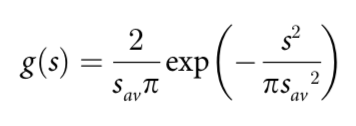 g(s) = \frac{2}{s_{av}\pi} \exp\left(-\frac{s^2}{\pi s_{av}{}^2}\right)